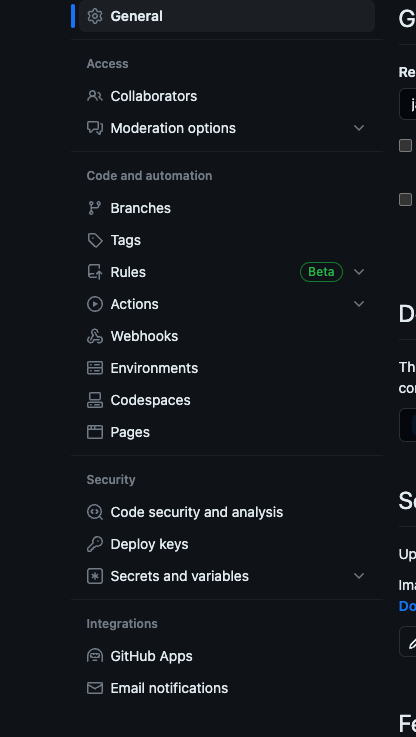 General
Access
Collaborators
Moderation options
Code and automation
Branches
Tags
Rules Beta
Actions
Webhooks
Environments
Codespaces
Pages
Security
Code security and analysis
Deploy keys
Secrets and variables
Integrations
GitHub Apps
Email notifications
G
Re
D
Th
co
Se
Up
Ima
Do
Fe